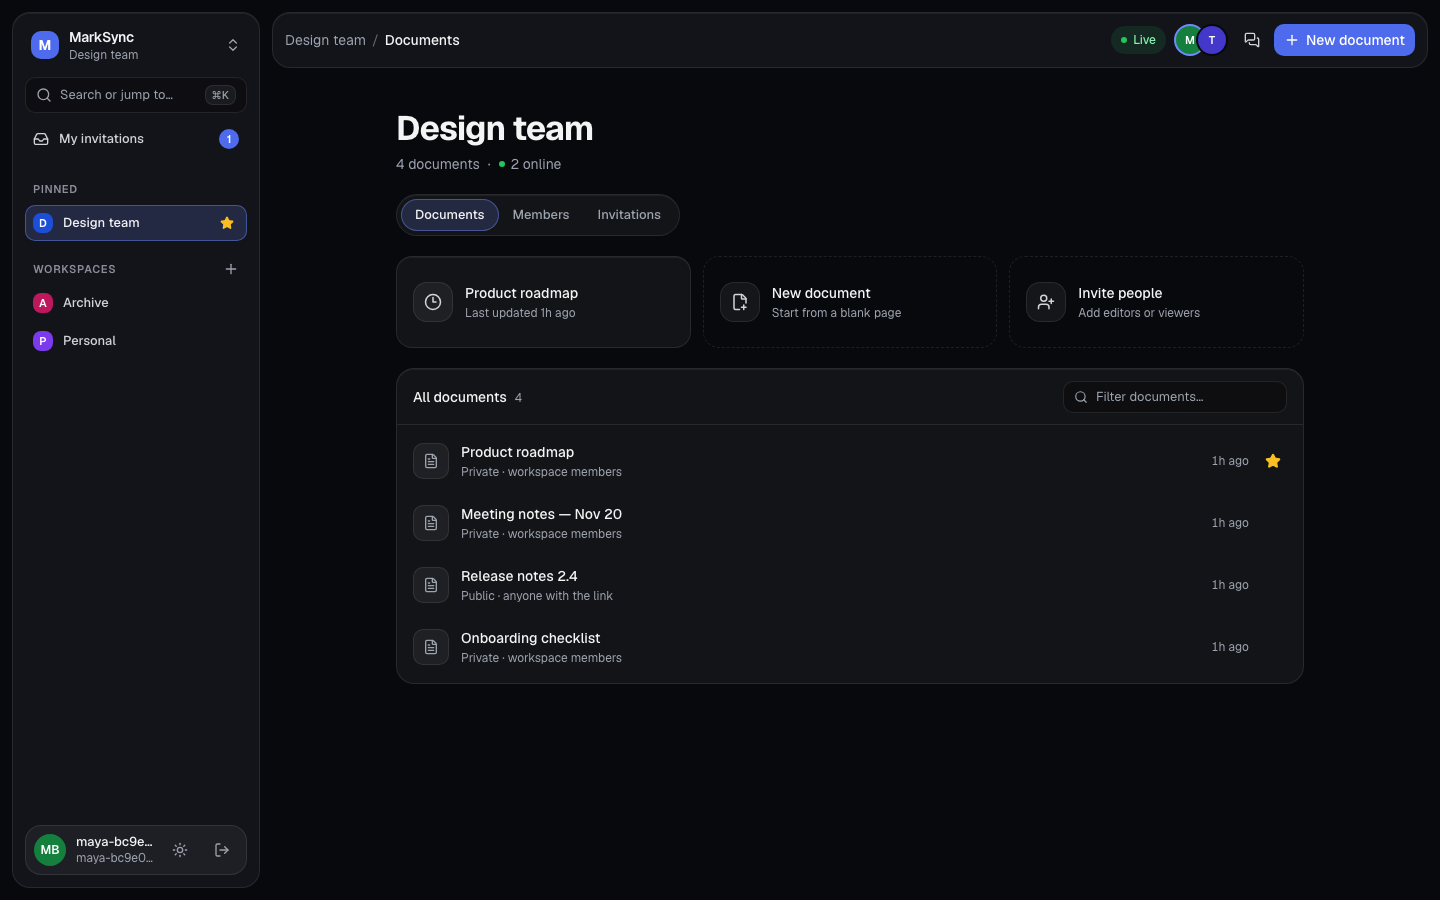 M
MarkSync
Design team
Search or jump to...
⌘K
My invitations
1
PINNED
D
Design team
WORKSPACES
A
Archive
P
Personal
MB
maya-bc9e...
maya-bc9e0...
Design team / Documents
Live
M
T
New document
Design team
4 documents · 2 online
Documents
Members
Invitations
Product roadmap
Last updated 1h ago
New document
Start from a blank page
Invite people
Add editors or viewers
All documents 4
Filter documents...
Product roadmap
Private · workspace members
1h ago
Meeting notes — Nov 20
Private · workspace members
1h ago
Release notes 2.4
Public · anyone with the link
1h ago
Onboarding checklist
Private · workspace members
1h ago